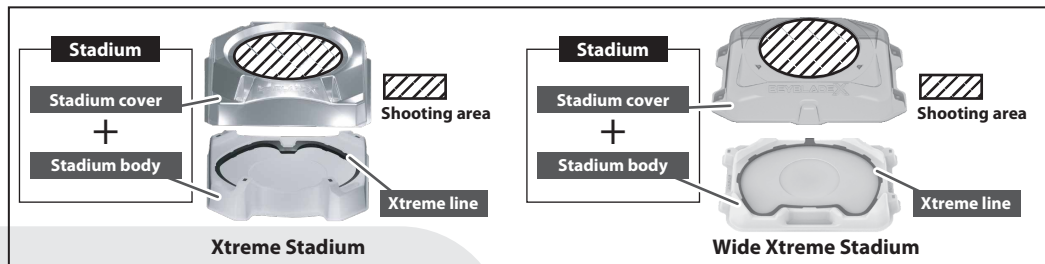 Stadium
Stadium cover
+
Stadium body
Shooting area
Xtreme line
Xtreme Stadium
Stadium
Stadium cover
+
Stadium body
BEYBLADE X
Shooting area
Xtreme line
Wide Xtreme Stadium